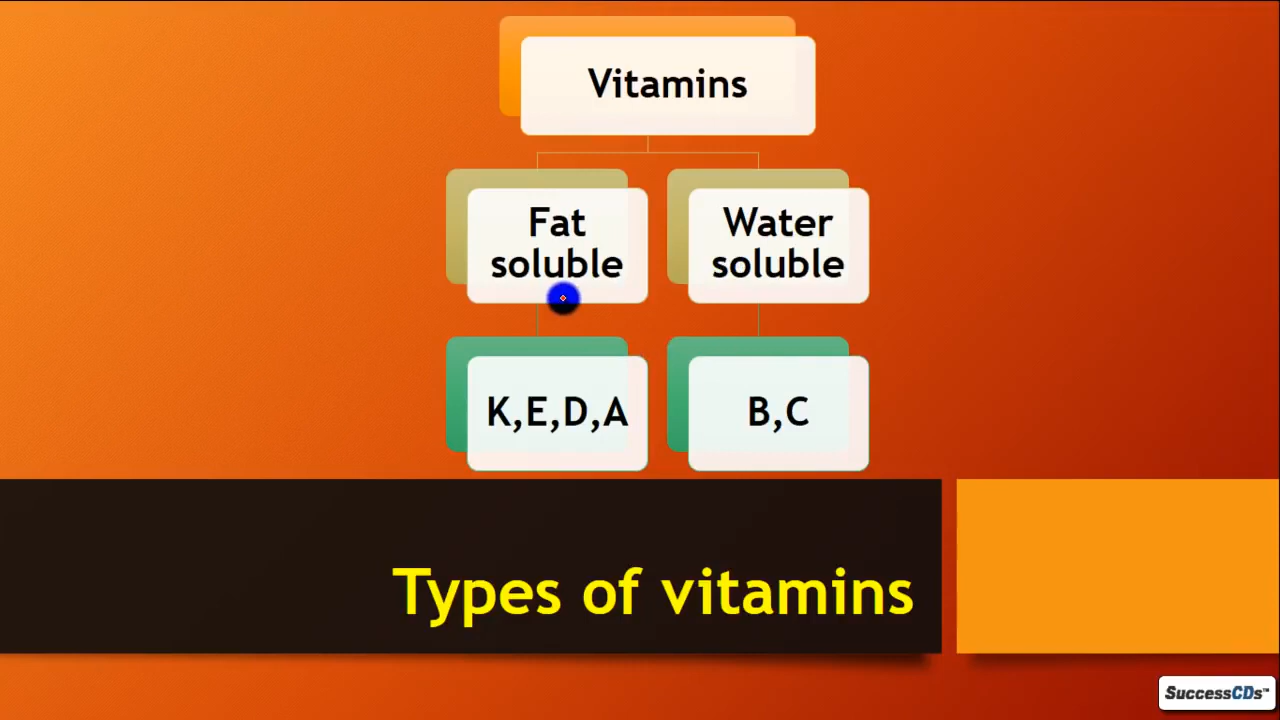 Vitamins
Fat
soluble
Water
soluble
K,E,D,A
B,C
Types of vitamins
SuccessCDs™